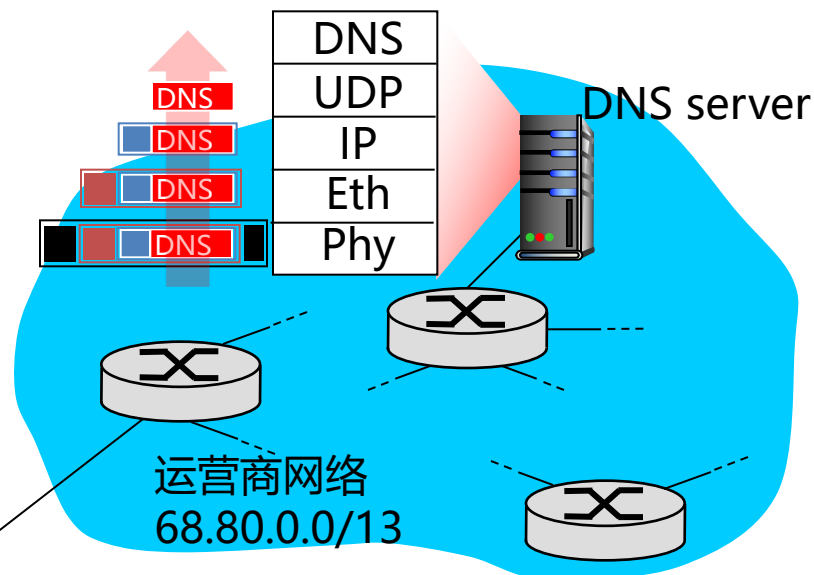 DNS
UDP
IP
Eth
Phy
DNS
DNS
DNS
DNS
DNS server
运营商网络
68.80.0.0/13